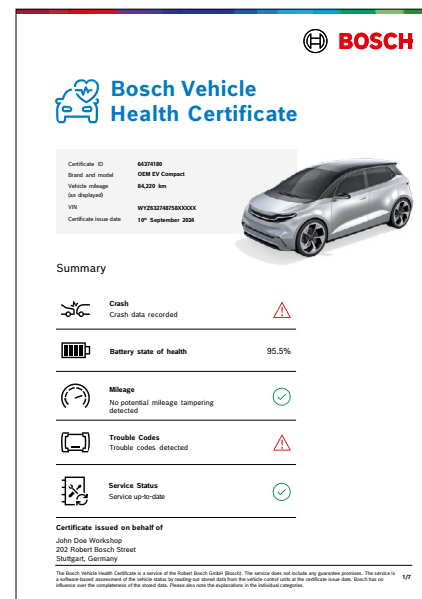 BOSCH
Bosch Vehicle
Health Certificate
Certificate ID 64374180
Brand and model OEM EV Compact
Vehicle mileage 84,220 km
(as displayed)
VIN WYZ632748758XXXXX
Certificate issue date 10th September 2024
Summary
Crash
Crash data recorded
Battery state of health 95.5%
Mileage
No potential mileage tampering
detected
Trouble Codes
Trouble codes detected
Service Status
Service up-to-date
Certificate issued on behalf of
John Doe Workshop
202 Robert Bosch Street
Stuttgart, Germany
The Bosch Vehicle Health Certificate is a service of the Robert Bosch GmbH (Bosch). The service does not include any guarantee promises. The service is
a software-based assessment of the vehicle status by reading-out stored data from the vehicle control units at the certificate issue date. Bosch has no
influence over the completeness of the stored data. Please also note the explanations in the individual categories.
1/7